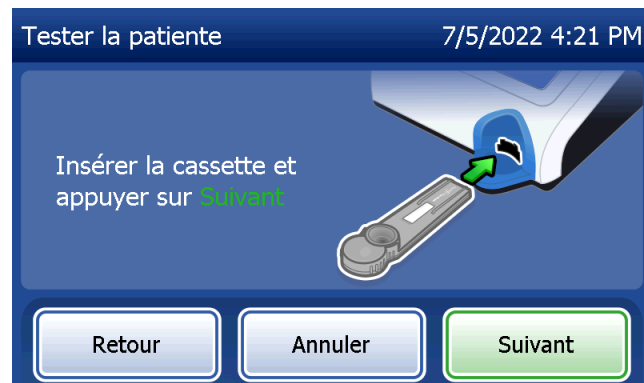 Tester la patiente 7/5/2022 4:21 PM
Insérer la cassette et
appuyer sur Suivant
Retour Annuler Suivant